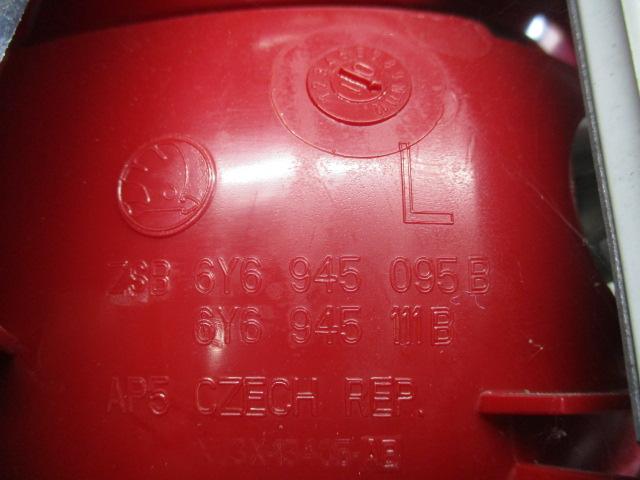 L
ZSB 6Y6 945 095 B
6Y6 945 111 B
AP5 CZECH REP.